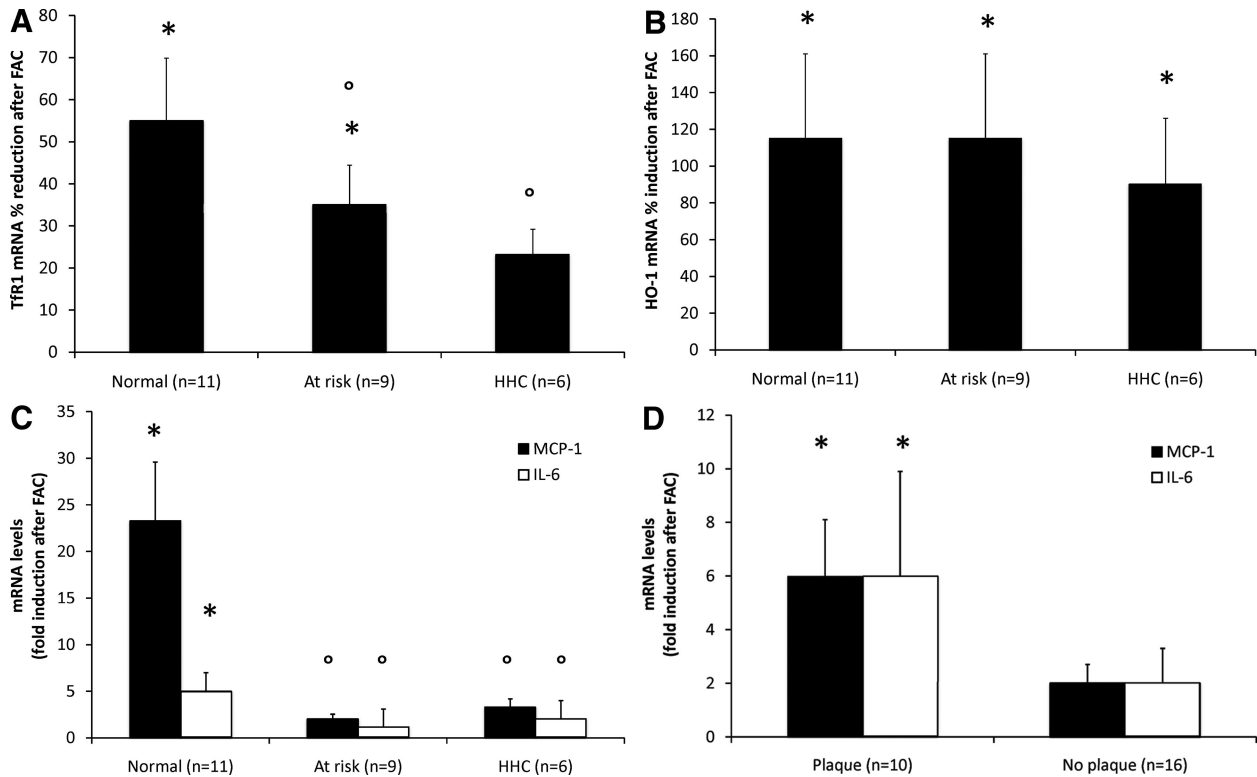 A
TfR1 mRNA % reduction after FAC
80
70
60
50
40
30
20
10
0
*
°
*
°
Normal (n=11) At risk (n=9) HHC (n=6)
B
HO-1 mRNA % induction after FAC
180
160
140
120
100
80
60
40
20
0
* * *
Normal (n=11) At risk (n=9) HHC (n=6)
C
mRNA levels
(fold induction after FAC)
35
30
25
20
15
10
5
0
MCP-1
IL-6
*
*
° ° ° °
Normal (n=11) At risk (n=9) HHC (n=6)
D
mRNA levels
(fold induction after FAC)
12
10
8
6
4
2
0
MCP-1
IL-6
* *
Plaque (n=10) No plaque (n=16)